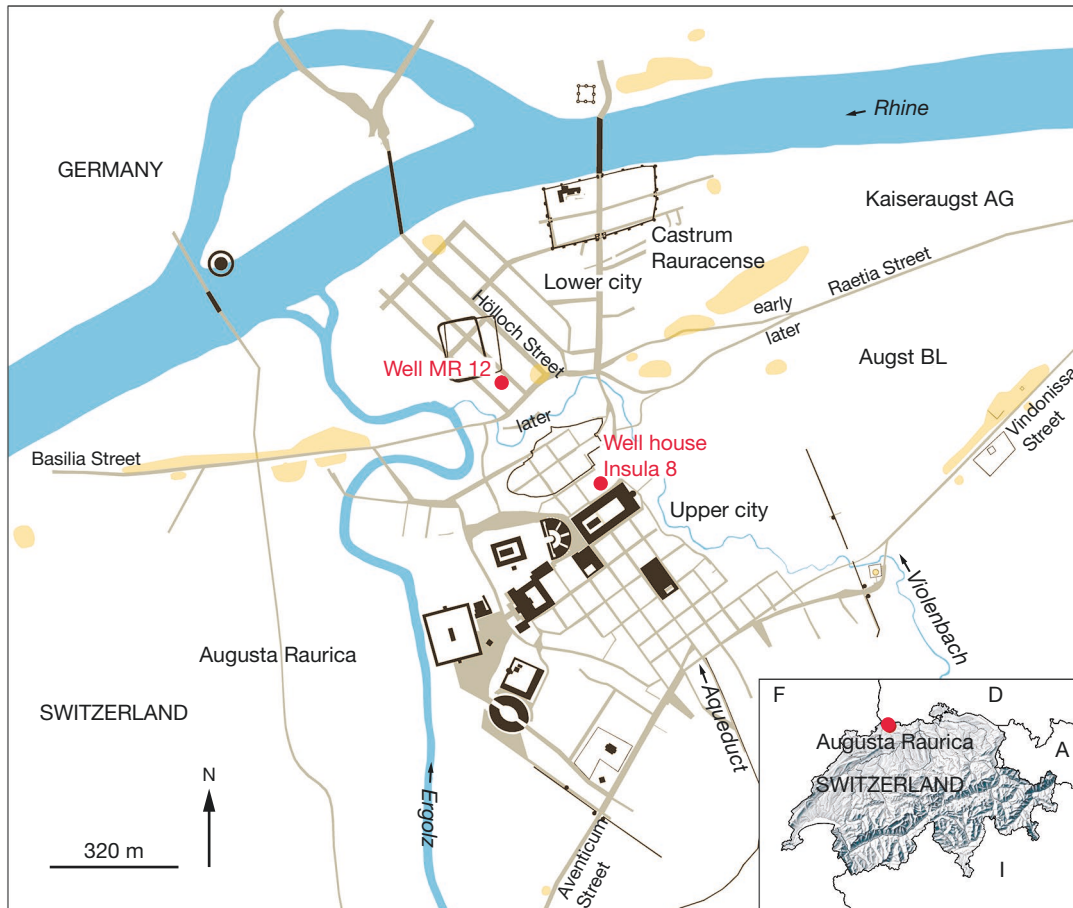 Rhine
GERMANY
Kaiseraugst AG
Castrum
Rauracense
Lower city
Raetia Street
early
later
Hölloch Street
Augst BL
Well MR 12
Vindonissa
Street
later
Well house
Insula 8
Basilia Street
Upper city
Violenbach
Augusta Raurica
Aqueduct
SWITZERLAND
N
320 m
Ergolz
Aventicum
Street
F
D
Augusta Raurica
A
SWITZERLAND
I